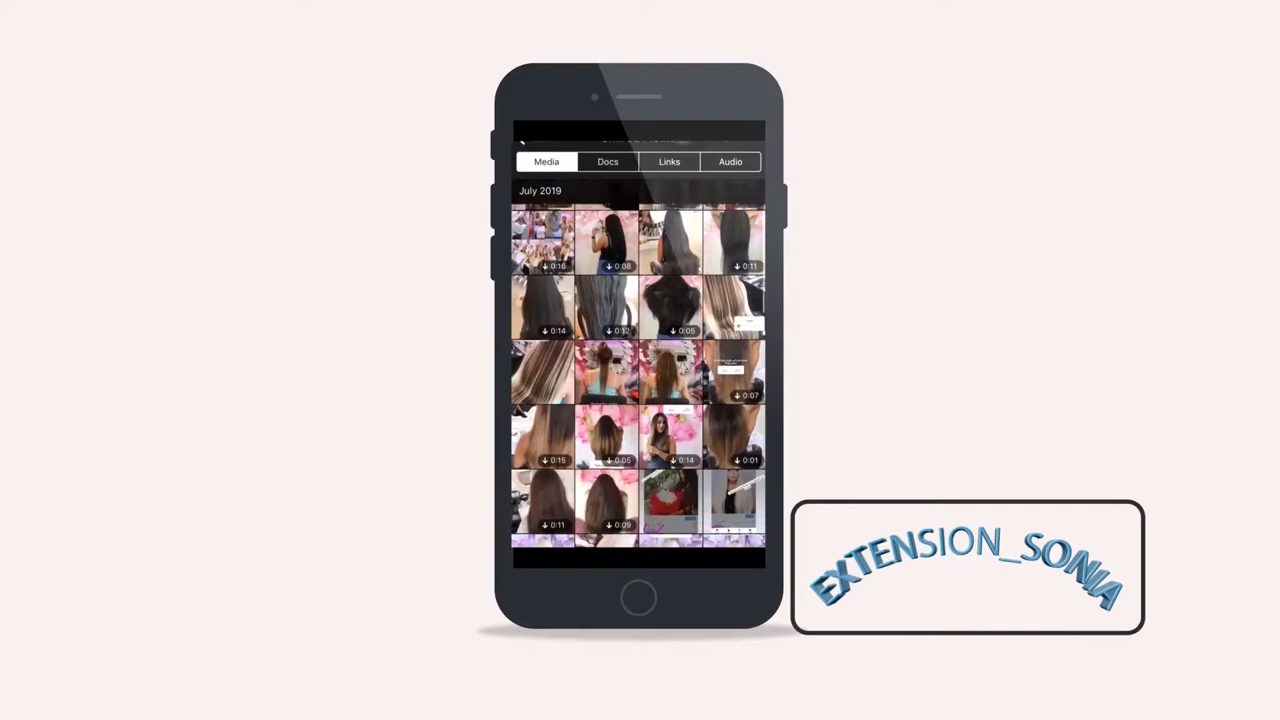 Media Docs Links Audio
July 2019
0:16 0:08 0:11
0:14 0:12 0:05
0:07
0:15 0:05 0:14 0:01
0:11 0:09
EXTENSION_SONIA